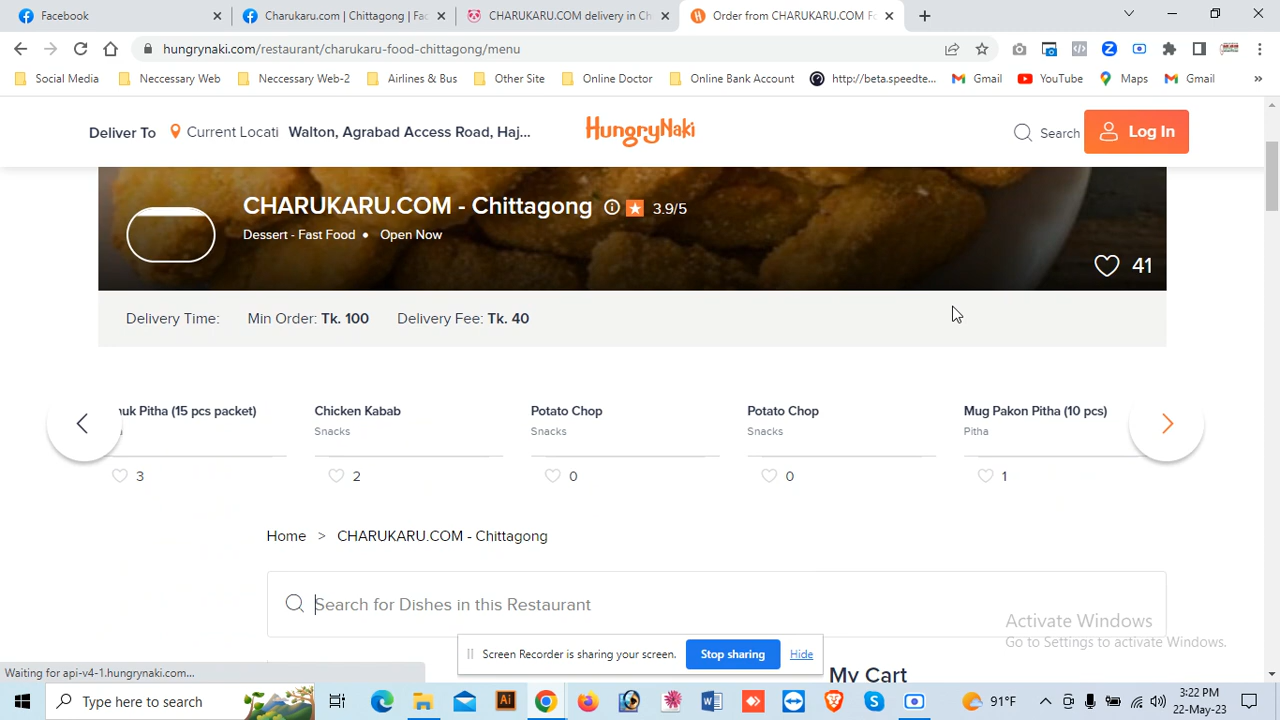 Facebook
Charukaru.com | Chittagong | Fac
CHARUKARU.COM delivery in Ch
Order from CHARUKARU.COM Fo
hungrynaki.com/restaurant/charukaru-food-chittagong/menu
Social Media
Neccessary Web
Neccessary Web-2
Airlines & Bus
Other Site
Online Doctor
Online Bank Account
http://beta.speedte...
Gmail
YouTube
Maps
Gmail
»
Deliver To
Current Locati
Walton, Agrabad Access Road, Haj...
HungryNaki
Search
Log In
CHARUKARU.COM - Chittagong
3.9/5
Dessert - Fast Food • Open Now
41
Delivery Time:
Min Order: Tk. 100
Delivery Fee: Tk. 40
uk Pitha (15 pcs packet)
3
Chicken Kabab
Snacks
2
Potato Chop
Snacks
0
Potato Chop
Snacks
0
Mug Pakon Pitha (10 pcs)
Pitha
1
Home > CHARUKARU.COM - Chittagong
Search for Dishes in this Restaurant
Activate Windows
Go to Settings to activate Windows.
Screen Recorder is sharing your screen.
Stop sharing
Hide
My Cart
Waiting for api-v4-1.hungrynaki.com...
Type here to search
91°F
3:22 PM
22-May-23